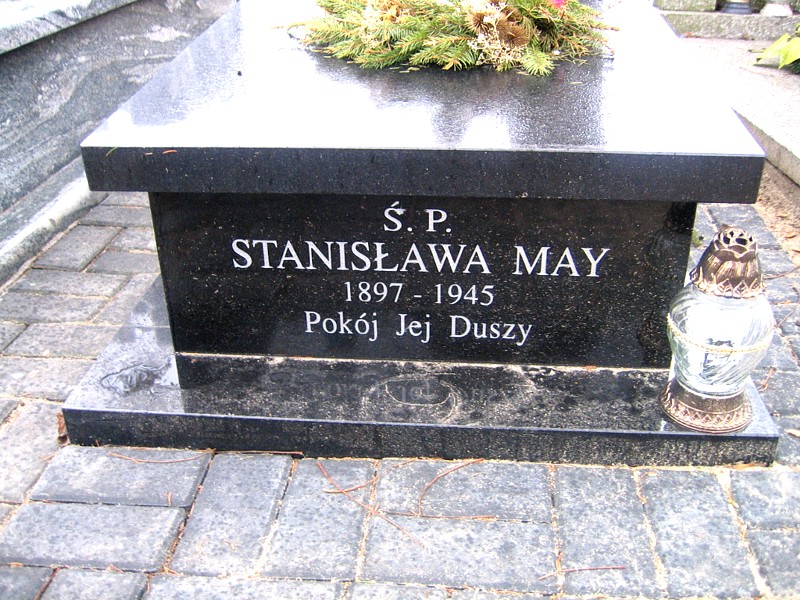 Ś. P.
STANISŁAWA MAY
1897 - 1945
Pokój Jej Duszy